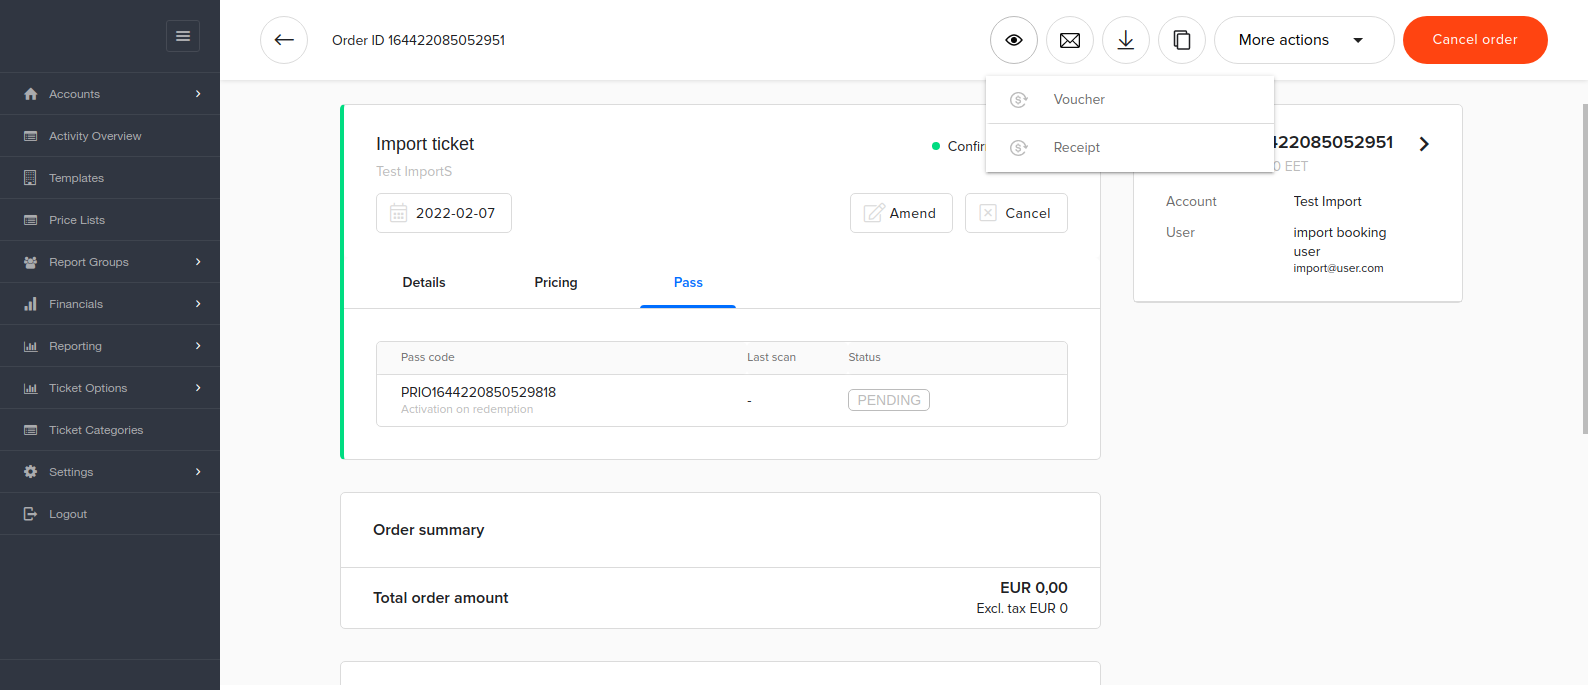 Order ID 164422085052951
More actions
Cancel order
Accounts
Activity Overview
Templates
Price Lists
Report Groups
Financials
Reporting
Ticket Options
Ticket Categories
Settings
Logout
Voucher
Receipt
Import ticket
Test ImportS
2022-02-07
Amend
Cancel
Details Pricing Pass
Pass code Last scan Status
PRIO1644220850529818 - PENDING
Activation on redemption
Order summary
Total order amount
EUR 0,00
Excl. tax EUR 0
22085052951
EET
Account Test Import
User import booking
user
import@user.com